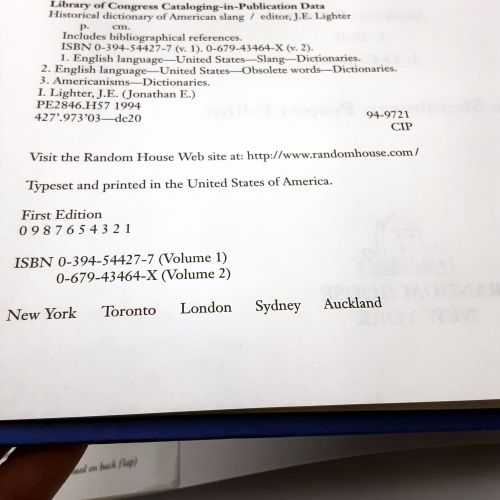 Library of Congress Cataloging-in-Publication Data
Historical dictionary of American slang / editor, J.E. Lighter
p. cm.
Includes bibliographical references.
ISBN 0-394-54427-7 (v. 1). 0-679-43464-X (v. 2).
1. English language—United States—Slang—Dictionaries.
2. English language—United States—Obsolete words—Dictionaries.
3. Americanisms—Dictionaries.
I. Lighter, J.E. (Jonathan E.)
PE2846.H57 1994
427'.973'03—dc20 94-9721
CIP
Visit the Random House Web site at: http://www.randomhouse.com/
Typeset and printed in the United States of America.
First Edition
0 9 8 7 6 5 4 3 2 1
ISBN 0-394-54427-7 (Volume 1)
0-679-43464-X (Volume 2)
New York Toronto London Sydney Auckland
on back flap)